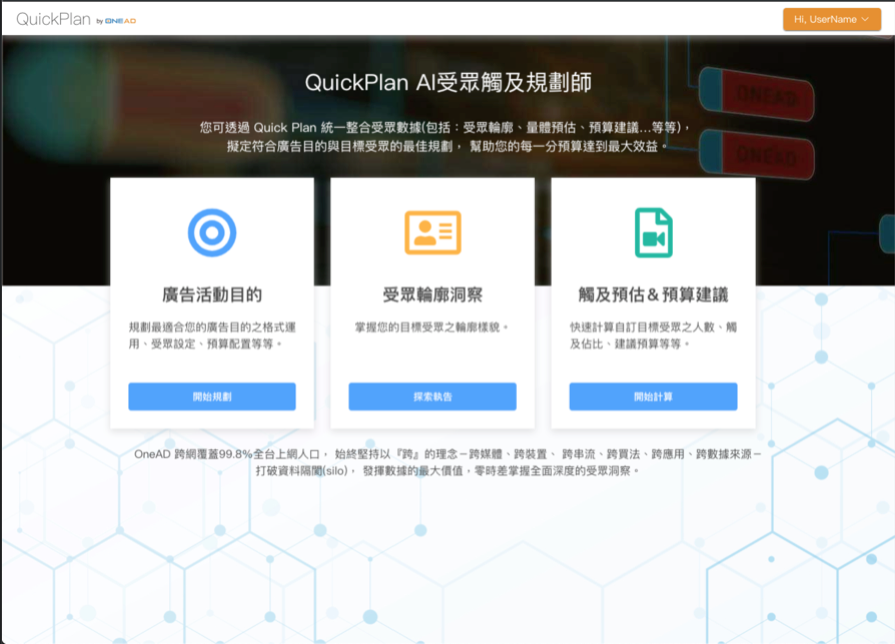 QuickPlan by ONEAD
Hi, UserName
QuickPlan AI受眾觸及規劃師
您可透過 Quick Plan 統一整合受眾數據(包括：受眾輪廓、量體預估、預算建議...等等)，
擬定符合廣告目的與目標受眾的最佳規劃， 幫助您的每一分預算達到最大效益。
ONEAD
ONEAD
廣告活動目的
規劃最適合您的廣告目的之格式運
用、受眾設定、預算配置等等。
開始規劃
受眾輪廓洞察
掌握您的目標受眾之輪廓樣貌。
探索執告
觸及預估＆預算建議
快速計算自訂目標受眾之人數、觸
及佔比、建議預算等等。
開始計算
OneAD 跨網覆蓋99.8%全台上網人口， 始終堅持以『跨』的理念－跨媒體、跨裝置、 跨串流、跨買法、跨應用、跨數據來源－
打破資料隔閡(silo)， 發揮數據的最大價值，零時差掌握全面深度的受眾洞察。